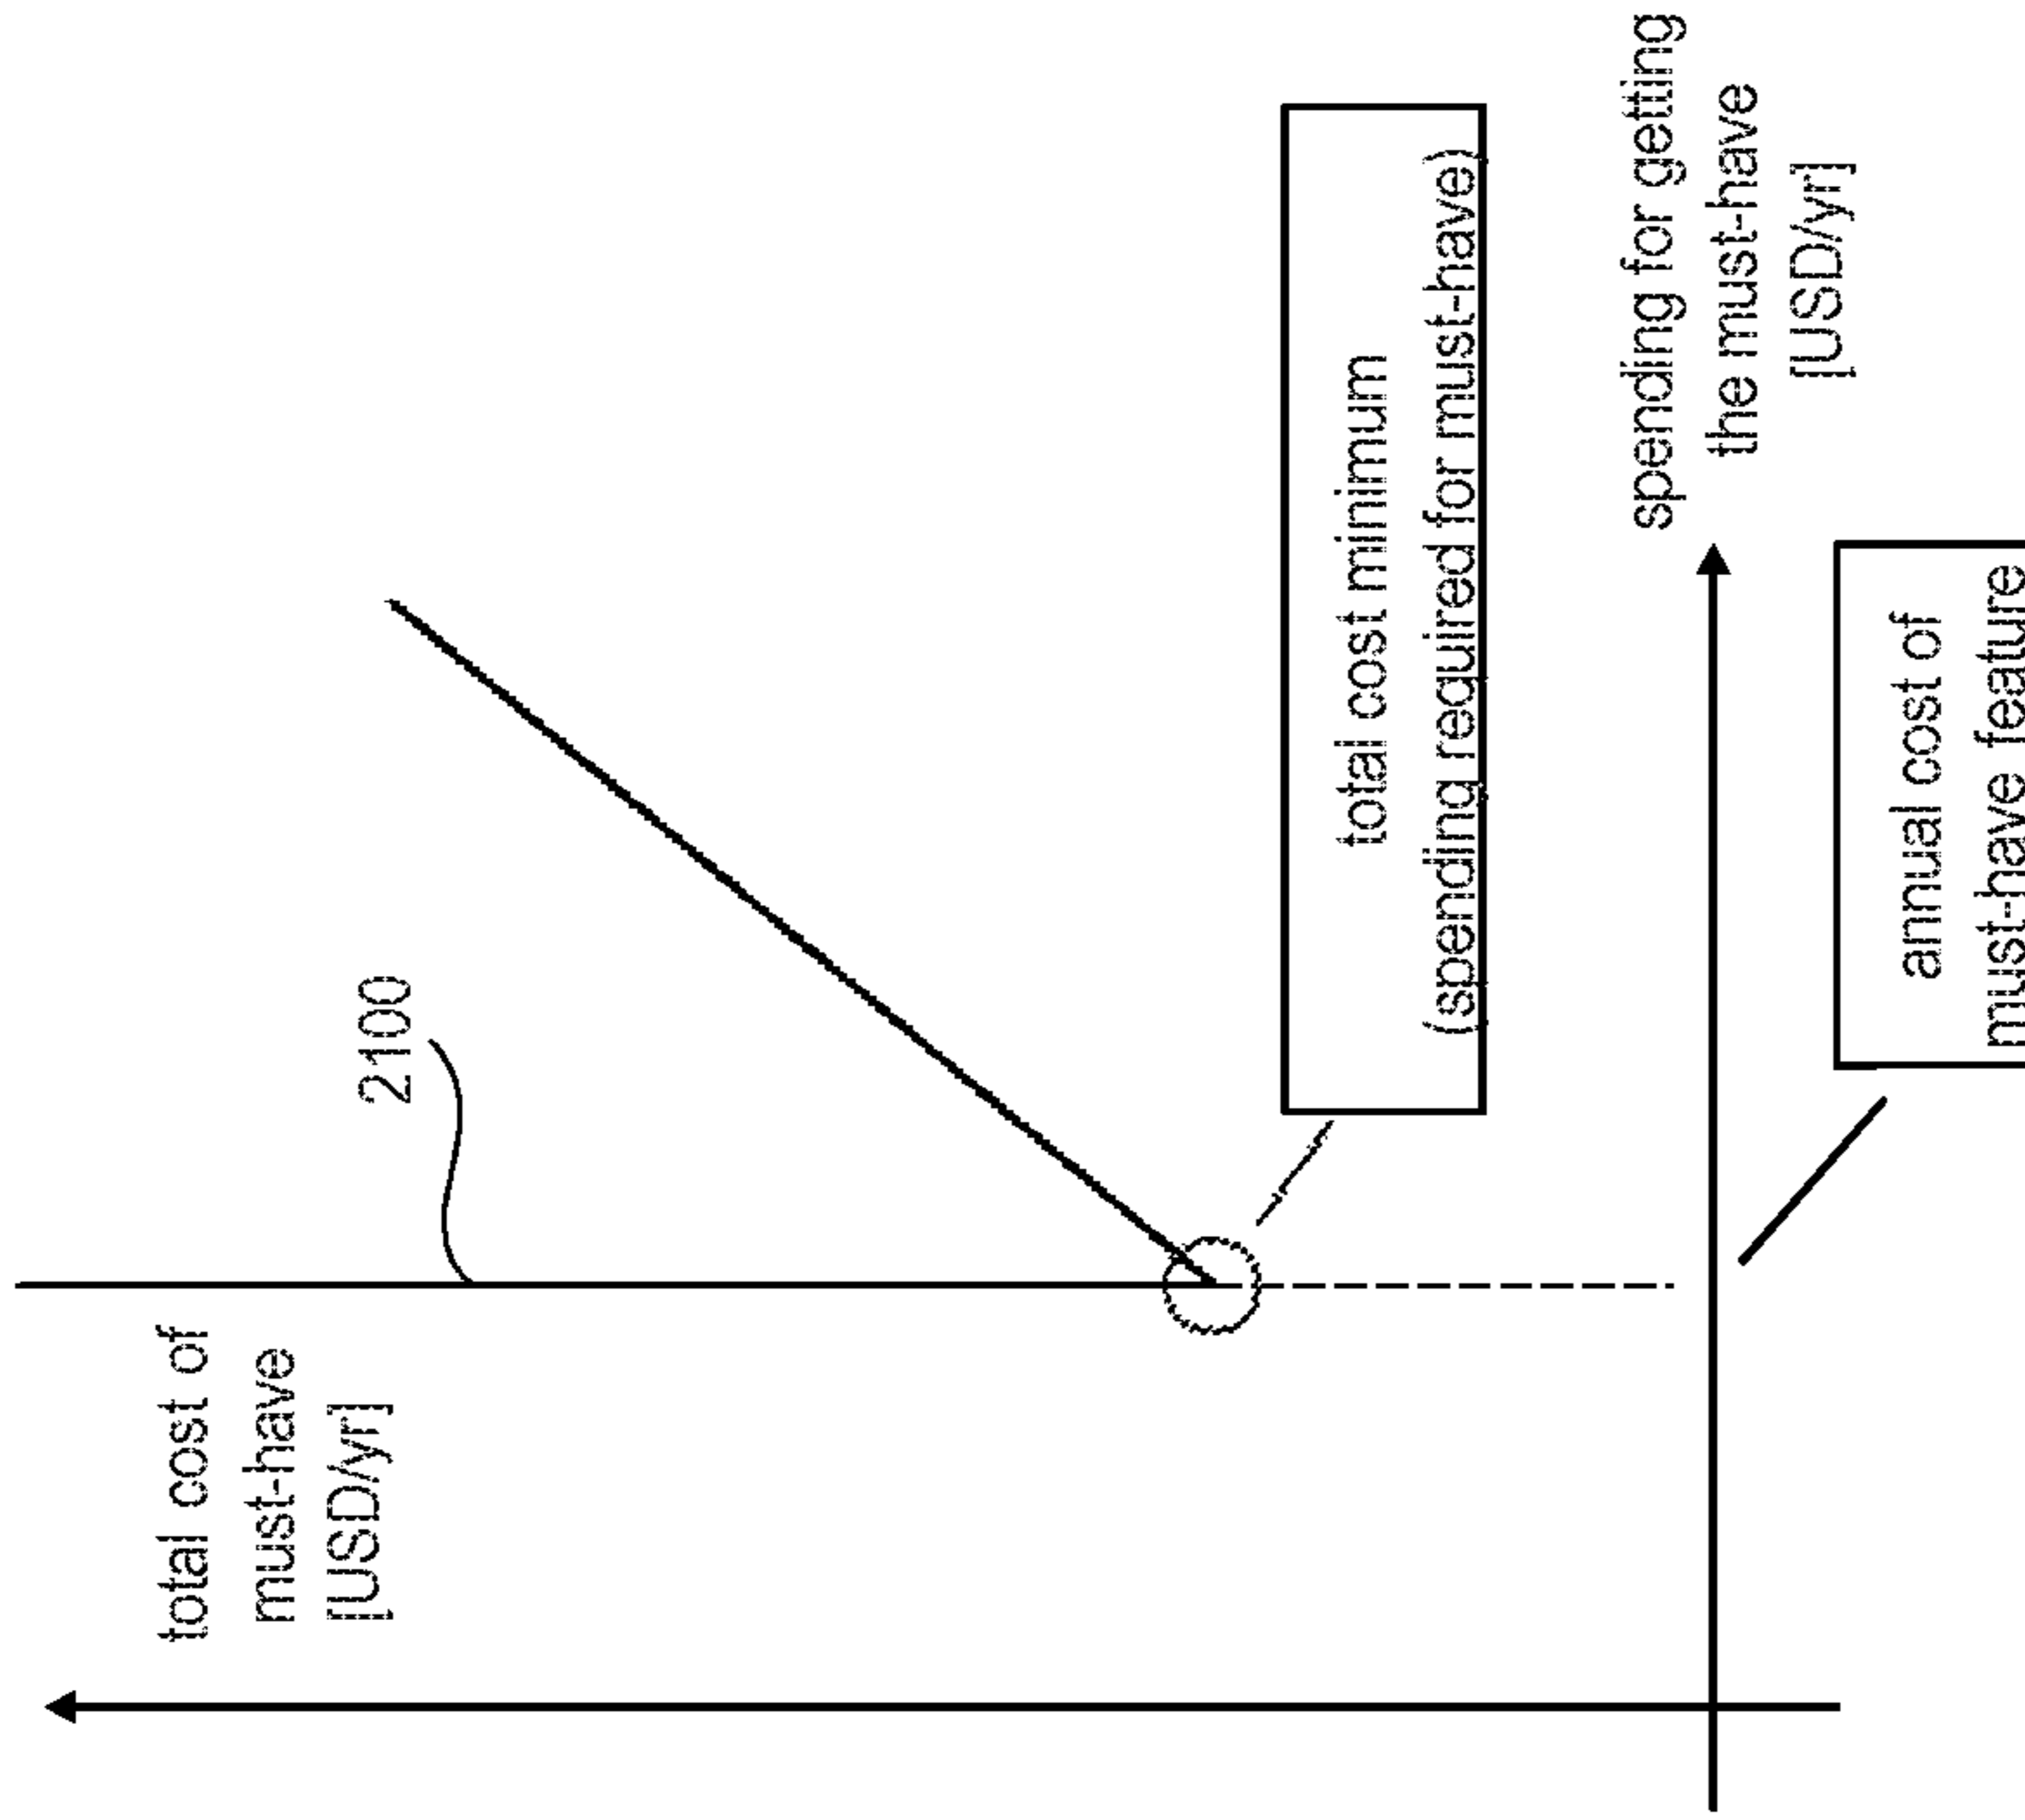 total cost of
must-have
[USD/yr]
2100
total cost minimum
(spending required for must-have)
spending for getting
the must-have
[USD/yr]
annual cost of
must-have feature